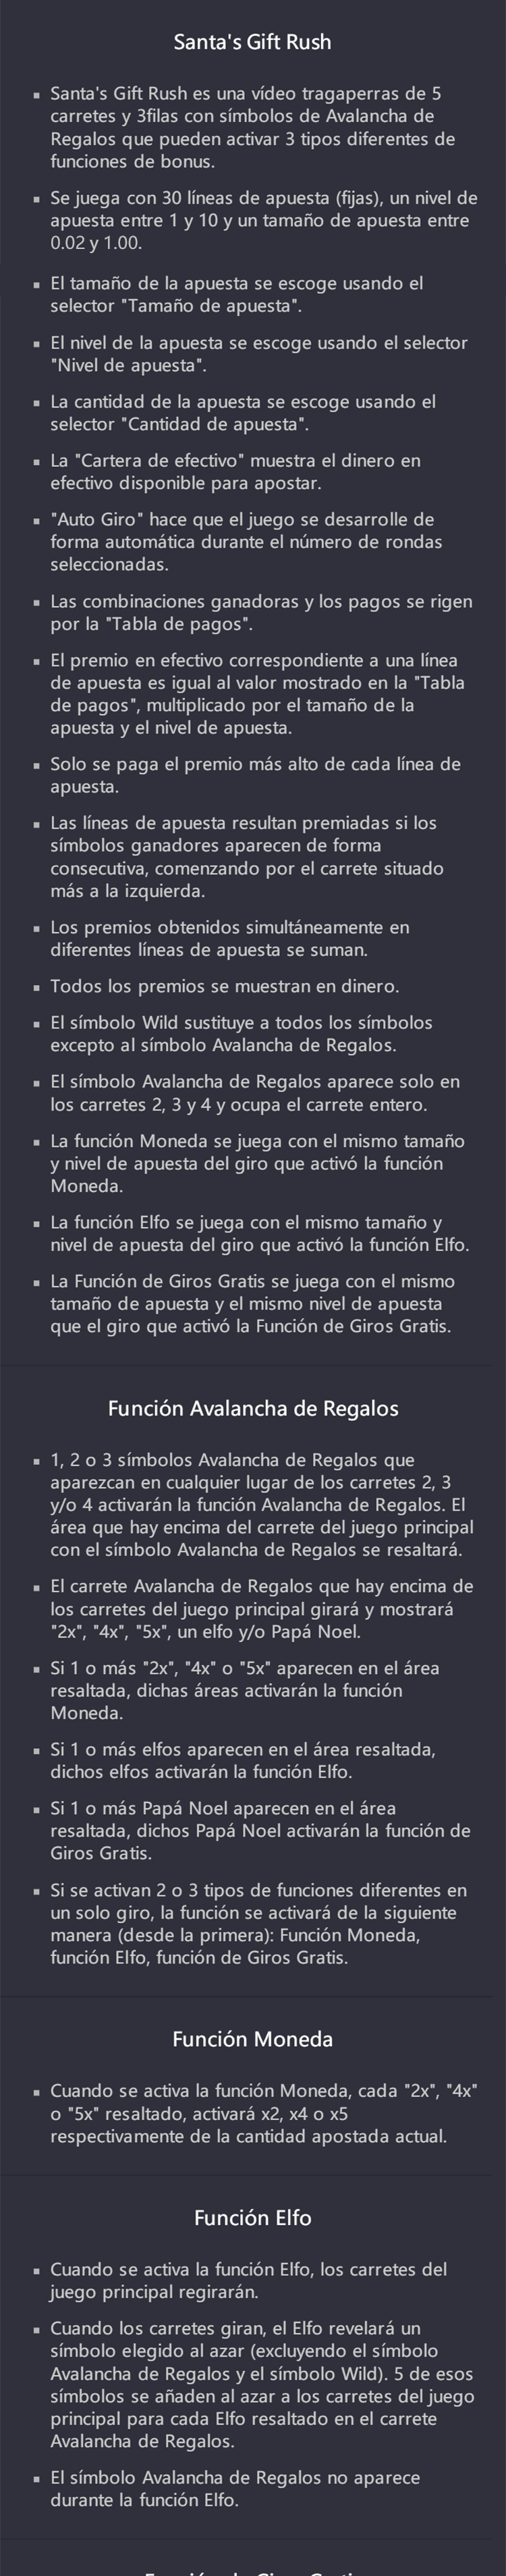 Santa's Gift Rush
▪ Santa's Gift Rush es una vídeo tragaperras de 5
carretes y 3filas con símbolos de Avalancha de
Regalos que pueden activar 3 tipos diferentes de
funciones de bonus.
▪ Se juega con 30 líneas de apuesta (fijas), un nivel de
apuesta entre 1 y 10 y un tamaño de apuesta entre
0.02 y 1.00.
▪ El tamaño de la apuesta se escoge usando el
selector "Tamaño de apuesta".
▪ El nivel de la apuesta se escoge usando el selector
"Nivel de apuesta".
▪ La cantidad de la apuesta se escoge usando el
selector "Cantidad de apuesta".
▪ La "Cartera de efectivo" muestra el dinero en
efectivo disponible para apostar.
▪ "Auto Giro" hace que el juego se desarrolle de
forma automática durante el número de rondas
seleccionadas.
▪ Las combinaciones ganadoras y los pagos se rigen
por la "Tabla de pagos".
▪ El premio en efectivo correspondiente a una línea
de apuesta es igual al valor mostrado en la "Tabla
de pagos", multiplicado por el tamaño de la
apuesta y el nivel de apuesta.
▪ Solo se paga el premio más alto de cada línea de
apuesta.
▪ Las líneas de apuesta resultan premiadas si los
símbolos ganadores aparecen de forma
consecutiva, comenzando por el carrete situado
más a la izquierda.
▪ Los premios obtenidos simultáneamente en
diferentes líneas de apuesta se suman.
▪ Todos los premios se muestran en dinero.
▪ El símbolo Wild sustituye a todos los símbolos
excepto al símbolo Avalancha de Regalos.
▪ El símbolo Avalancha de Regalos aparece solo en
los carretes 2, 3 y 4 y ocupa el carrete entero.
▪ La función Moneda se juega con el mismo tamaño
y nivel de apuesta del giro que activó la función
Moneda.
▪ La función Elfo se juega con el mismo tamaño y
nivel de apuesta del giro que activó la función Elfo.
▪ La Función de Giros Gratis se juega con el mismo
tamaño de apuesta y el mismo nivel de apuesta
que el giro que activó la Función de Giros Gratis.
Función Avalancha de Regalos
▪ 1, 2 o 3 símbolos Avalancha de Regalos que
aparezcan en cualquier lugar de los carretes 2, 3
y/o 4 activarán la función Avalancha de Regalos. El
área que hay encima del carrete del juego principal
con el símbolo Avalancha de Regalos se resaltará.
▪ El carrete Avalancha de Regalos que hay encima de
los carretes del juego principal girará y mostrará
"2x", "4x", "5x", un elfo y/o Papá Noel.
▪ Si 1 o más "2x", "4x" o "5x" aparecen en el área
resaltada, dichas áreas activarán la función
Moneda.
▪ Si 1 o más elfos aparecen en el área resaltada,
dichos elfos activarán la función Elfo.
▪ Si 1 o más Papá Noel aparecen en el área
resaltada, dichos Papá Noel activarán la función de
Giros Gratis.
▪ Si se activan 2 o 3 tipos de funciones diferentes en
un solo giro, la función se activará de la siguiente
manera (desde la primera): Función Moneda,
función Elfo, función de Giros Gratis.
Función Moneda
▪ Cuando se activa la función Moneda, cada "2x", "4x"
o "5x" resaltado, activará x2, x4 o x5
respectivamente de la cantidad apostada actual.
Función Elfo
▪ Cuando se activa la función Elfo, los carretes del
juego principal regirarán.
▪ Cuando los carretes giran, el Elfo revelará un
símbolo elegido al azar (excluyendo el símbolo
Avalancha de Regalos y el símbolo Wild). 5 de esos
símbolos se añaden al azar a los carretes del juego
principal para cada Elfo resaltado en el carrete
Avalancha de Regalos.
▪ El símbolo Avalancha de Regalos no aparece
durante la función Elfo.